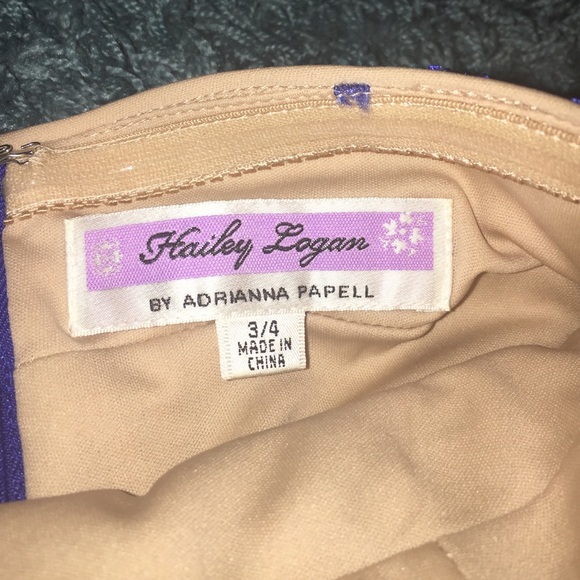 Hailey Logan
BY ADRIANNA PAPELL
3/4
MADE IN
CHINA